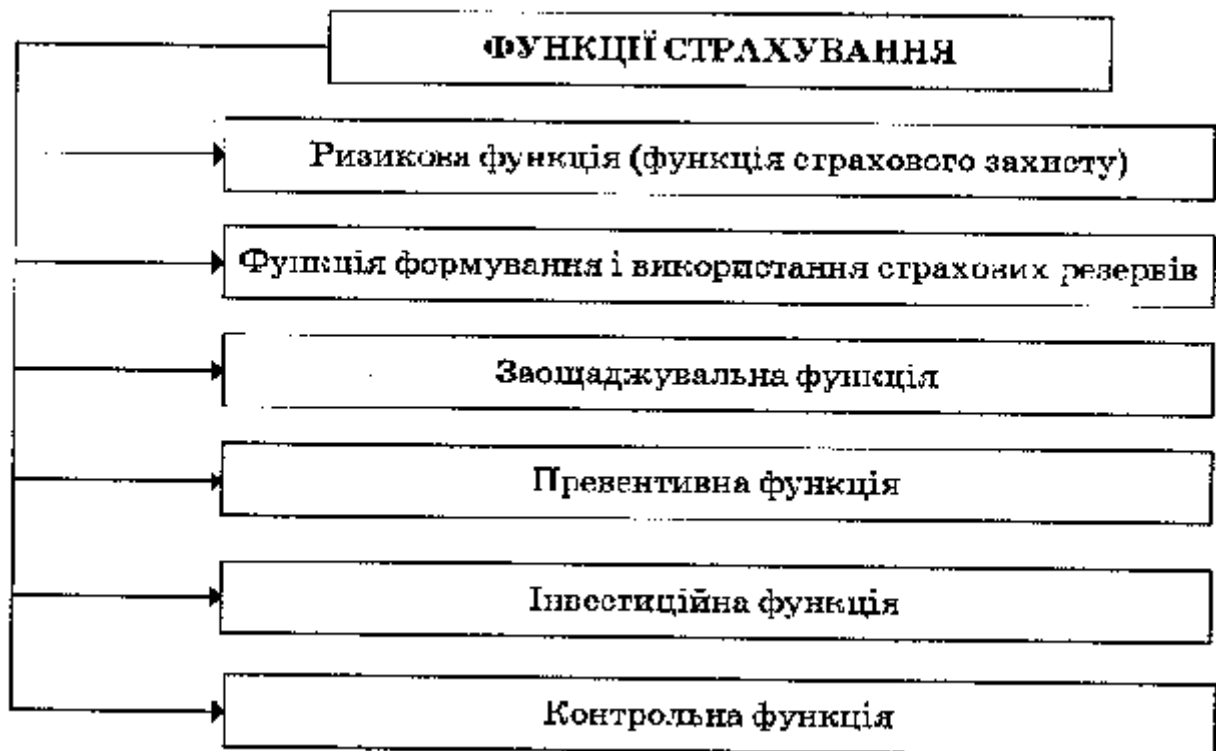 ФУНКЦІЇ СТРАХУВАННЯ
Ризикова функція (функція страхового захисту)
Функція формування і використання страхових резервів
Заощаджувальна функція
Превентивна функція
Інвестиційна функція
Контрольна функція